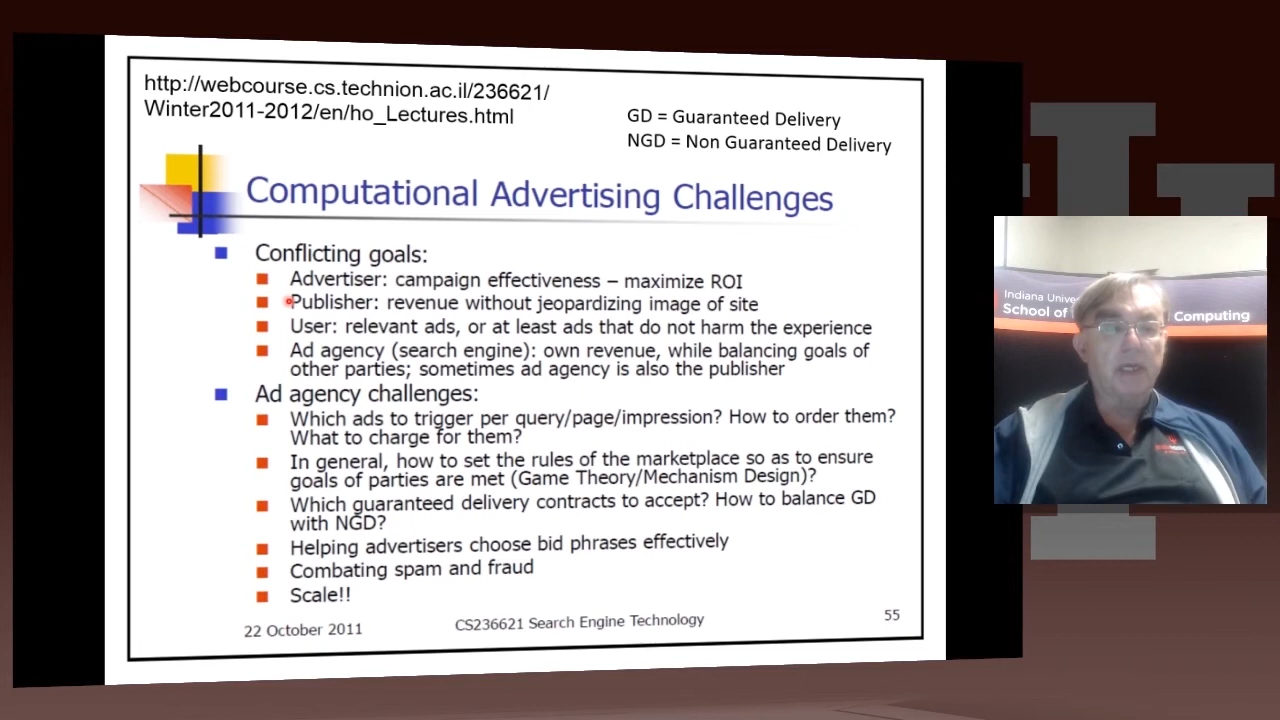 http://webcourse.cs.technion.ac.il/236621/
Winter2011-2012/en/ho_Lectures.html
GD = Guaranteed Delivery
NGD = Non Guaranteed Delivery
Computational Advertising Challenges
Conflicting goals:
Advertiser: campaign effectiveness – maximize ROI
Publisher: revenue without jeopardizing image of site
User: relevant ads, or at least ads that do not harm the experience
Ad agency (search engine): own revenue, while balancing goals of
other parties; sometimes ad agency is also the publisher
Ad agency challenges:
Which ads to trigger per query/page/impression? How to order them?
What to charge for them?
In general, how to set the rules of the marketplace so as to ensure
goals of parties are met (Game Theory/Mechanism Design)?
Which guaranteed delivery contracts to accept? How to balance GD
with NGD?
Helping advertisers choose bid phrases effectively
Combating spam and fraud
Scale!!
22 October 2011
CS236621 Search Engine Technology
55
Indiana
School of
Computing